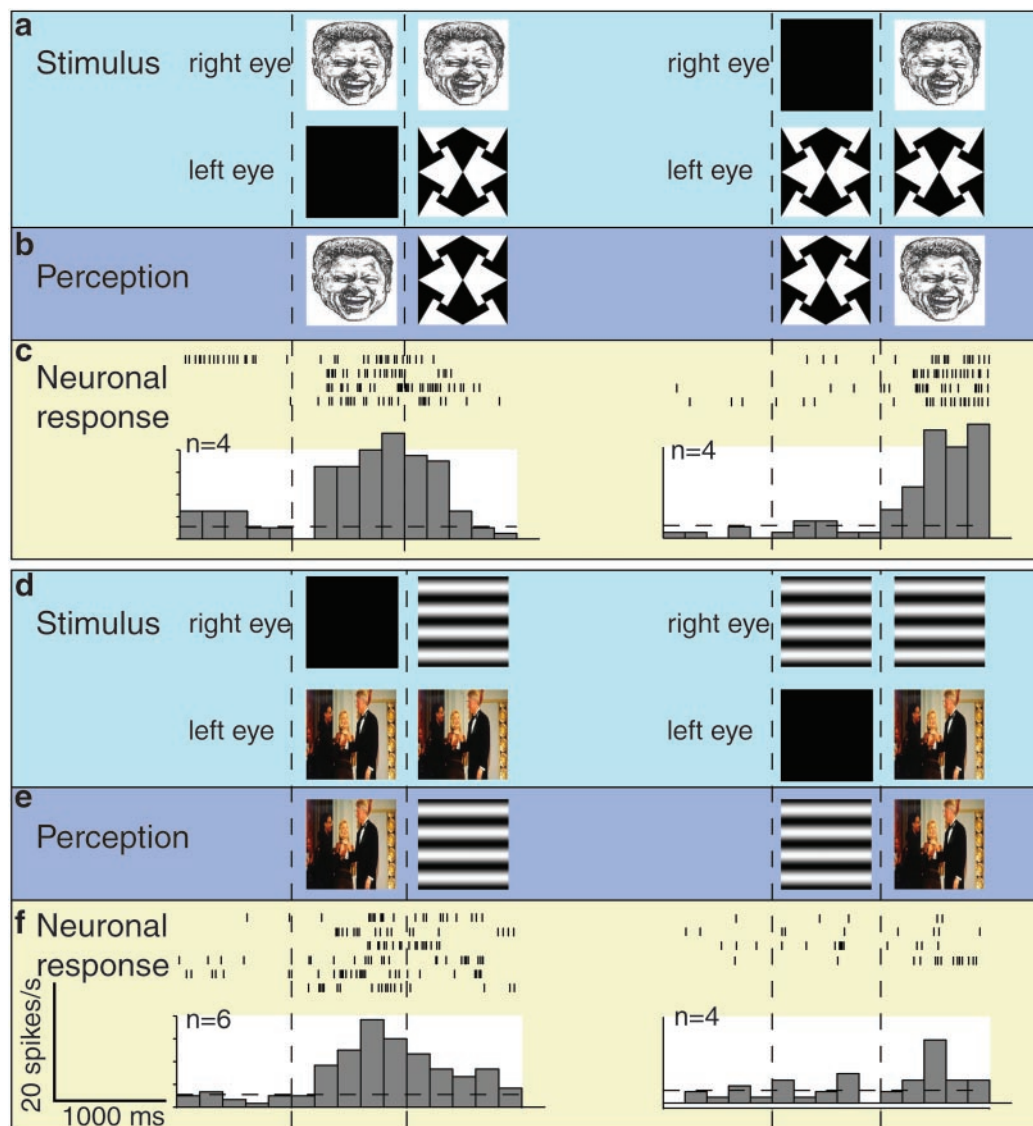 a
Stimulus
right eye
right eye
left eye
left eye
b
Perception
c
Neuronal
response
n=4
n=4
d
Stimulus
right eye
right eye
left eye
left eye
e
Perception
f
Neuronal
response
n=6
n=4
20 spikes/s
1000 ms